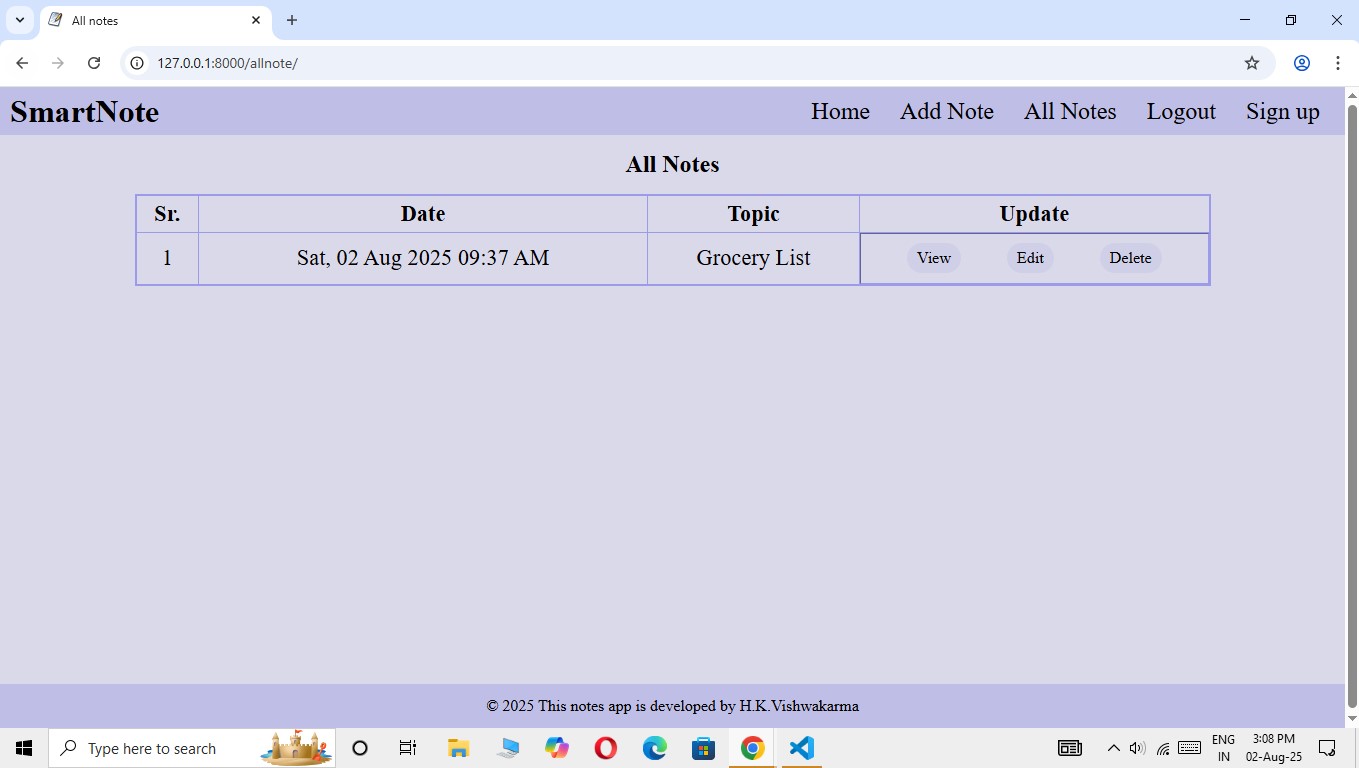 All notes
127.0.0.1:8000/allnote/
SmartNote Home Add Note All Notes Logout Sign up
All Notes
Sr. Date Topic Update
1 Sat, 02 Aug 2025 09:37 AM Grocery List View Edit Delete
© 2025 This notes app is developed by H.K.Vishwakarma
Type here to search
ENG 3:08 PM
IN 02-Aug-25